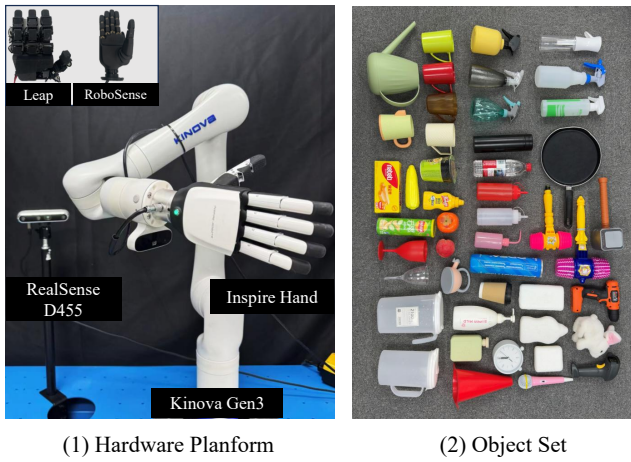 Leap
RoboSense
KINOVA
RealSense
D455
Inspire Hand
Kinova Gen3
(1) Hardware Planform
(2) Object Set